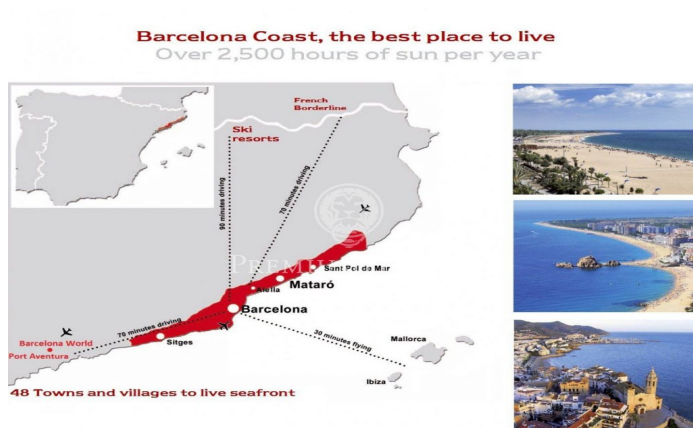 Barcelona Coast, the best place to live
Over 2,500 hours of sun per year
French
Borderline
Ski
resorts
90 minutes driving
70 minutes driving
PREMIU
Sant Pol de Mar
Mataró
Alella
Barcelona
70 minutes driving
30 minutes flying
Sitges
Barcelona World
Port Aventura
Mallorca
Ibiza
48 Towns and villages to live seafront